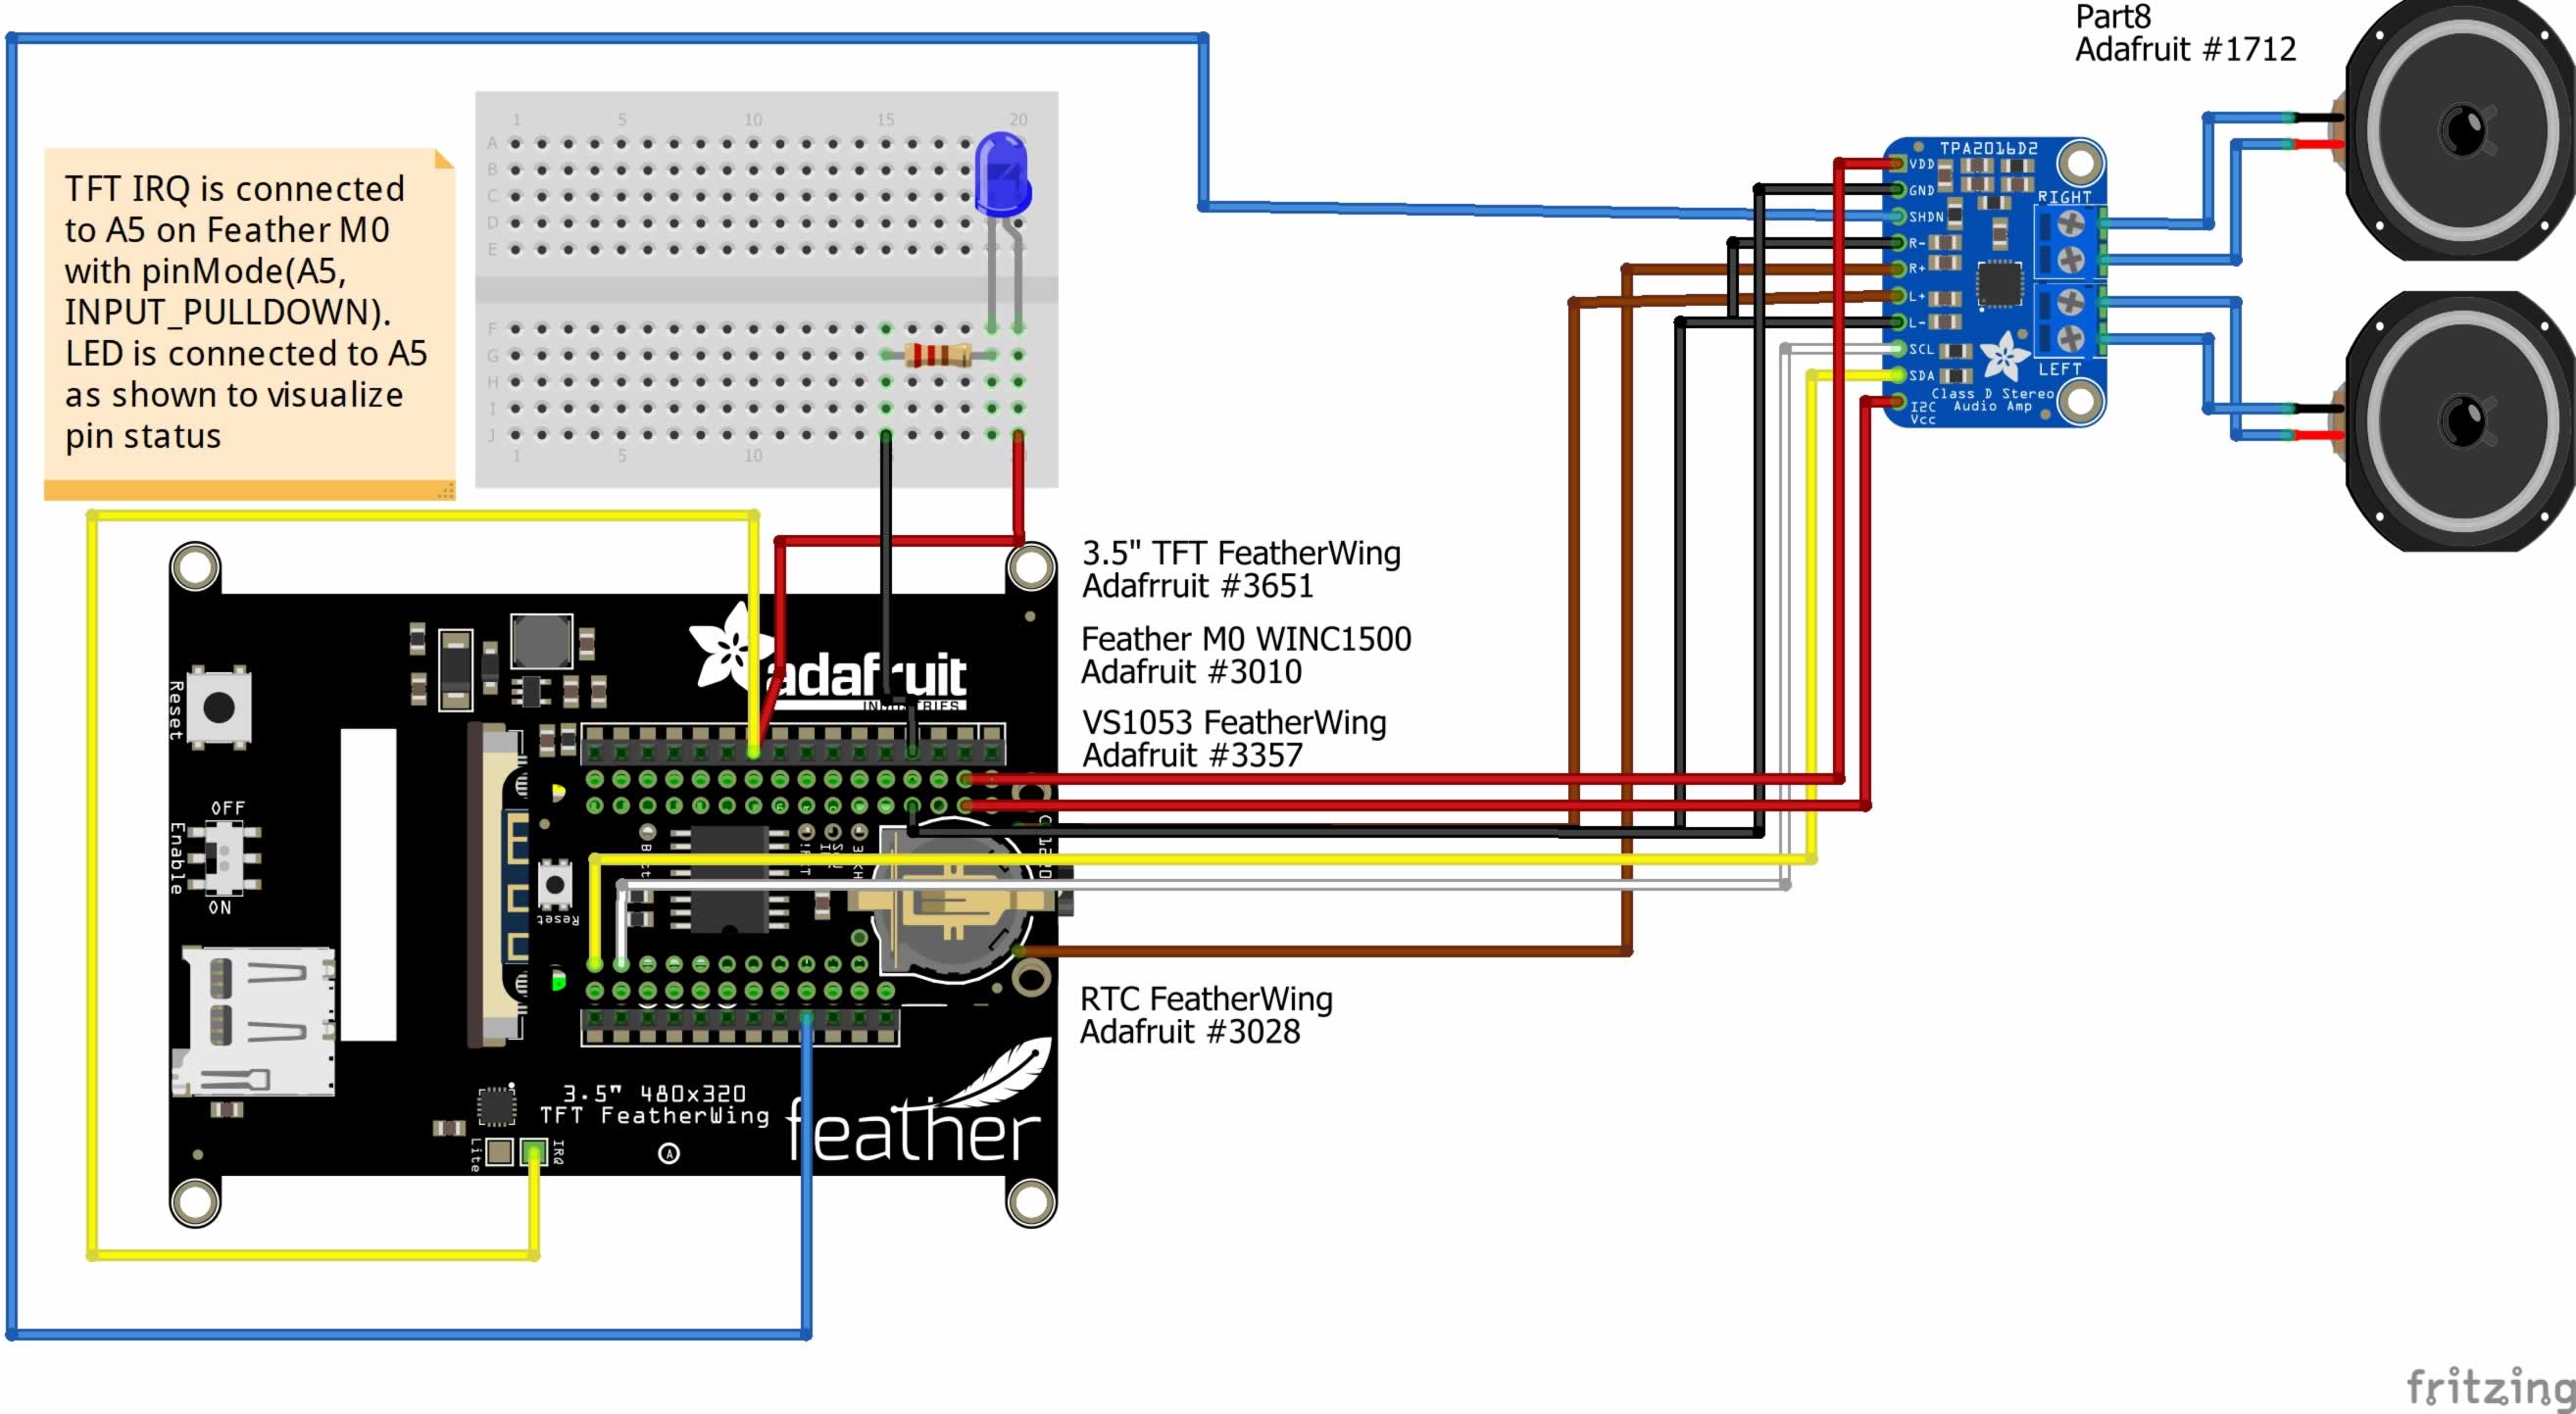 Part8
Adafruit #1712
TFT IRQ is connected
to A5 on Feather M0
with pinMode(A5,
INPUT_PULLDOWN).
LED is connected to A5
as shown to visualize
pin status
1 5 10 15 20
A
B
C
D
E
F
G
H
I
J
1 5 10
TPA2016D2
VDD
GND
SHDN
R-
R+
L+
L-
SCL
SDA
I2C
Vcc
RIGHT
LEFT
Class D Stereo
Audio Amp
3.5" TFT FeatherWing
Adafrruit #3651
Feather M0 WINC1500
Adafruit #3010
VS1053 FeatherWing
Adafruit #3357
RTC FeatherWing
Adafruit #3028
adafruit
INDUSTRIES
Reset
OFF
Enable
ON
Reset
3.5" 480x320
TFT FeatherWing
Lite
IRQ
A
feather
fritzing